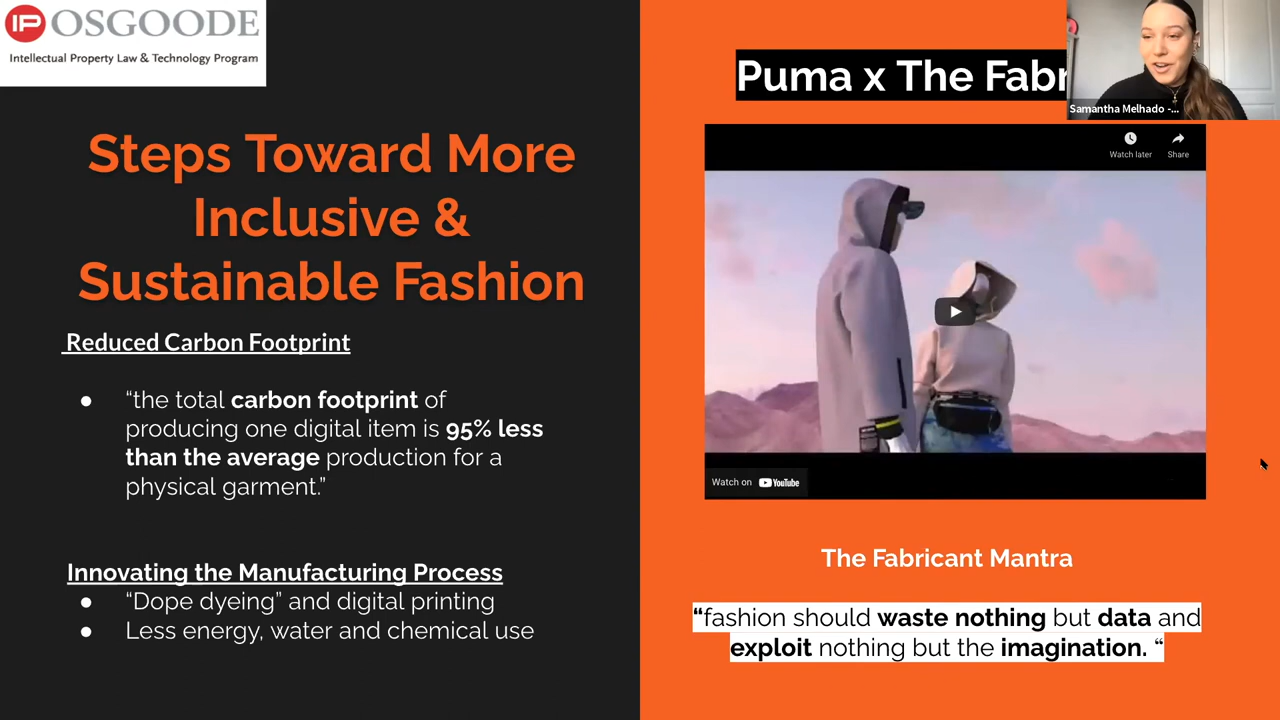 IP OSGOODE
Intellectual Property Law & Technology Program
Steps Toward More
Inclusive &
Sustainable Fashion
Reduced Carbon Footprint
● “the total carbon footprint of
producing one digital item is 95% less
than the average production for a
physical garment.”
Innovating the Manufacturing Process
● “Dope dyeing” and digital printing
● Less energy, water and chemical use
Puma x The Fabr
Samantha Melhado -...
Watch later
Share
Watch on YouTube
The Fabricant Mantra
“fashion should waste nothing but data and
exploit nothing but the imagination. “